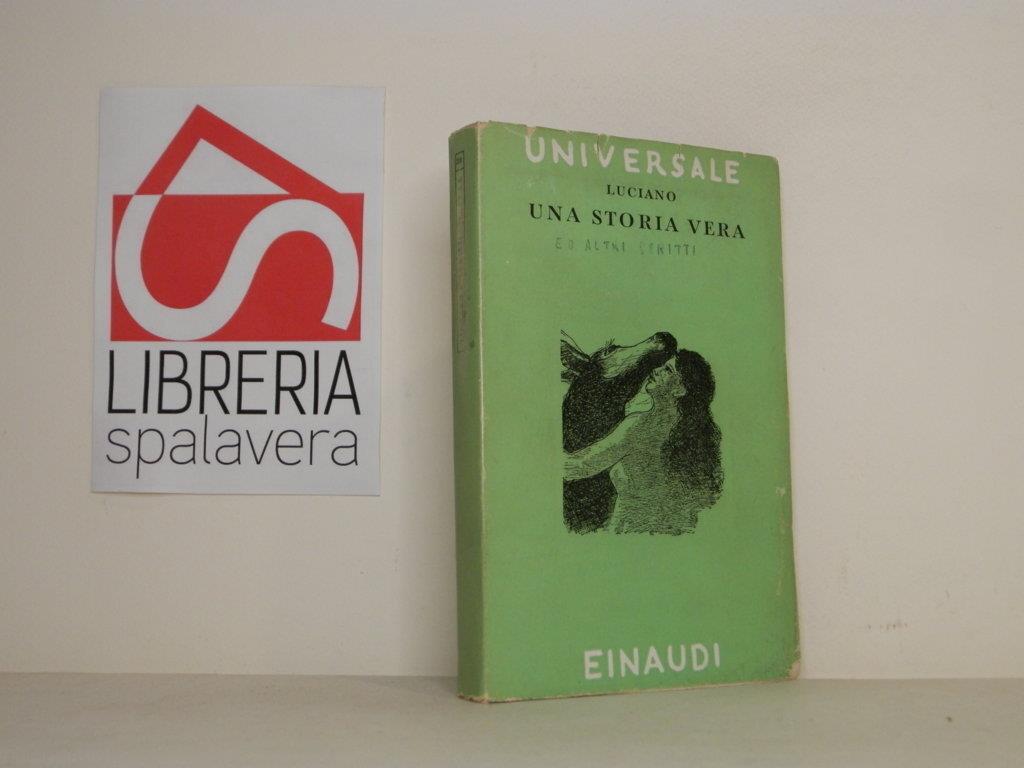 LIBRERIA
spalavera
UNIVERSALE
LUCIANO
UNA STORIA VERA
ED ALTRI SCRITTI
EINAUDI